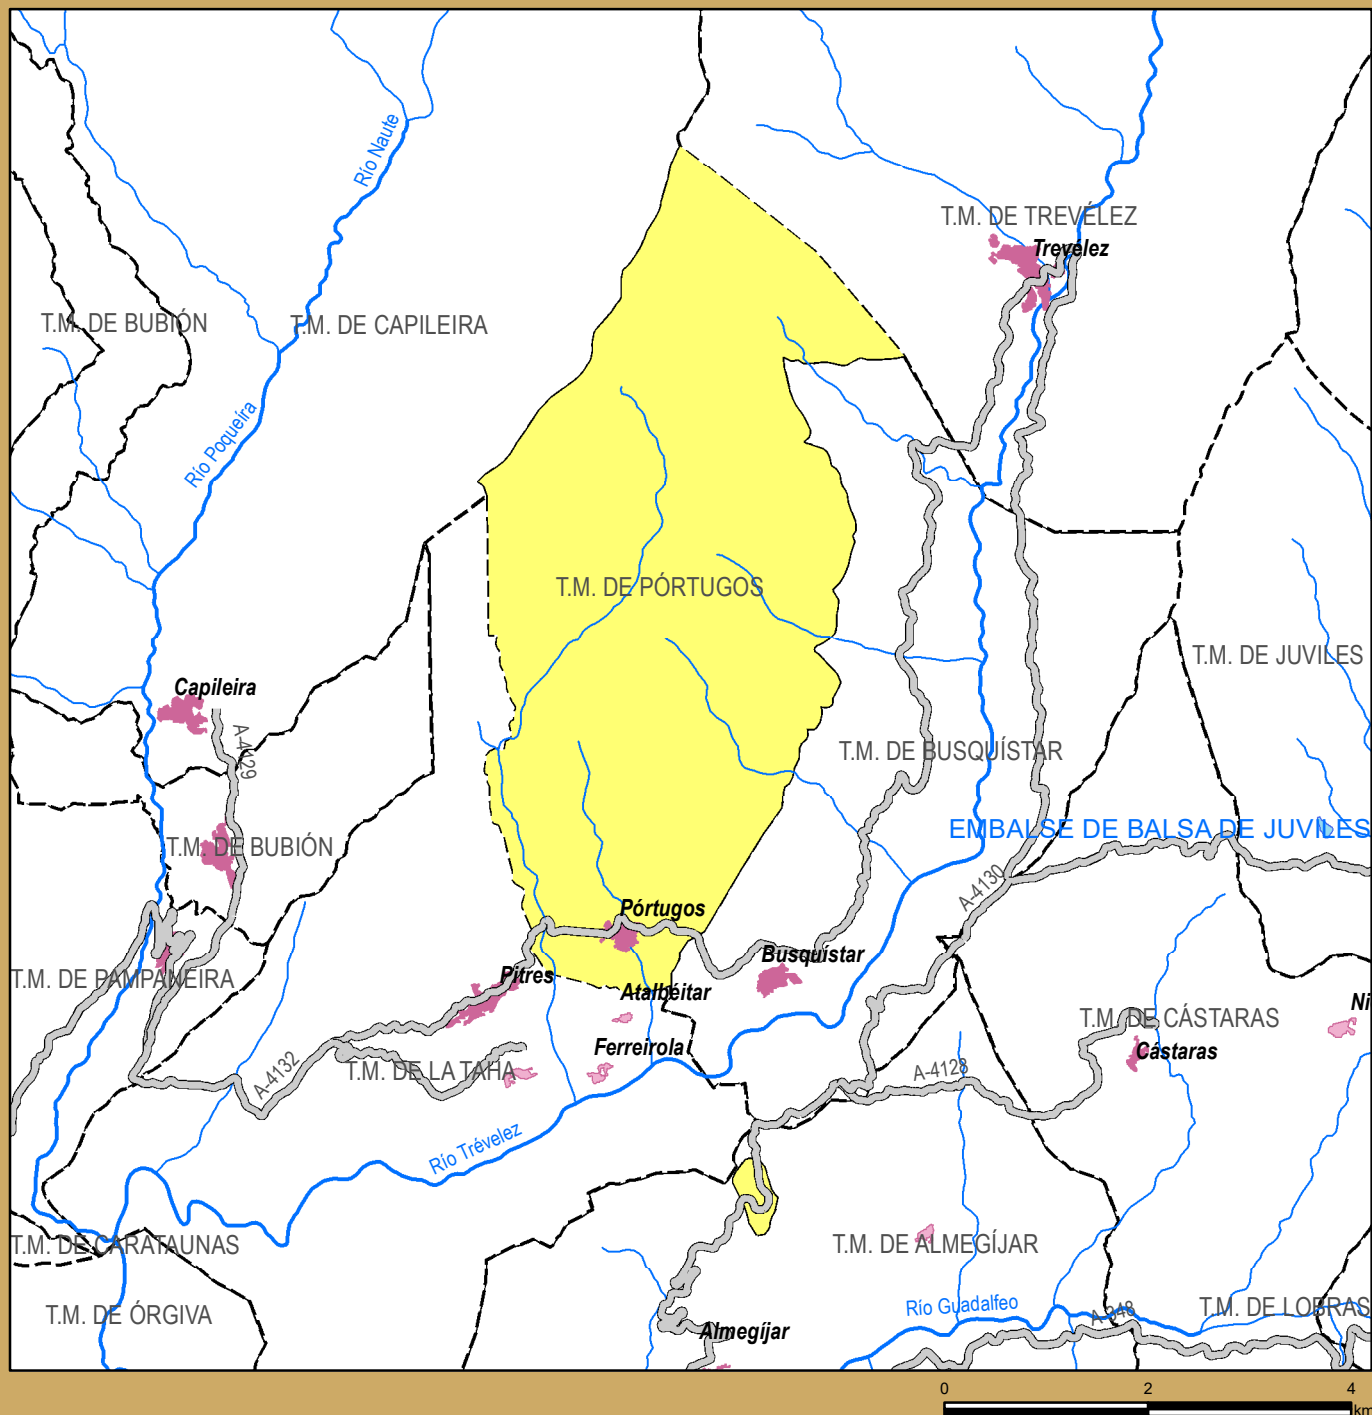 Río Naute
T.M. DE TREVÉLEZ
Trevélez
T.M. DE BUBIÓN
T.M. DE CAPILEIRA
Río Poqueira
T.M. DE PÓRTUGOS
T.M. DE JUVILES
Capileira
A-4129
T.M. DE BUSQUÍSTAR
EMBALSE DE BALSA DE JUVILES
T.M. DE BUBIÓN
A-4130
Pórtugos
Busquístar
T.M. DE PAMPANEIRA
Pitres
Atalbéitar
Ni
T.M. DE CÁSTARAS
Ferreirola
Cástaras
A-4132
T.M. DE LA TAHA
A-4128
Río Trévelez
T.M. DE CARATAUNAS
T.M. DE ALMEGÍJAR
T.M. DE ÓRGIVA
Río Guadalfeo
A-348
T.M. DE LOBRAS
Almegíjar
0 2 4
km